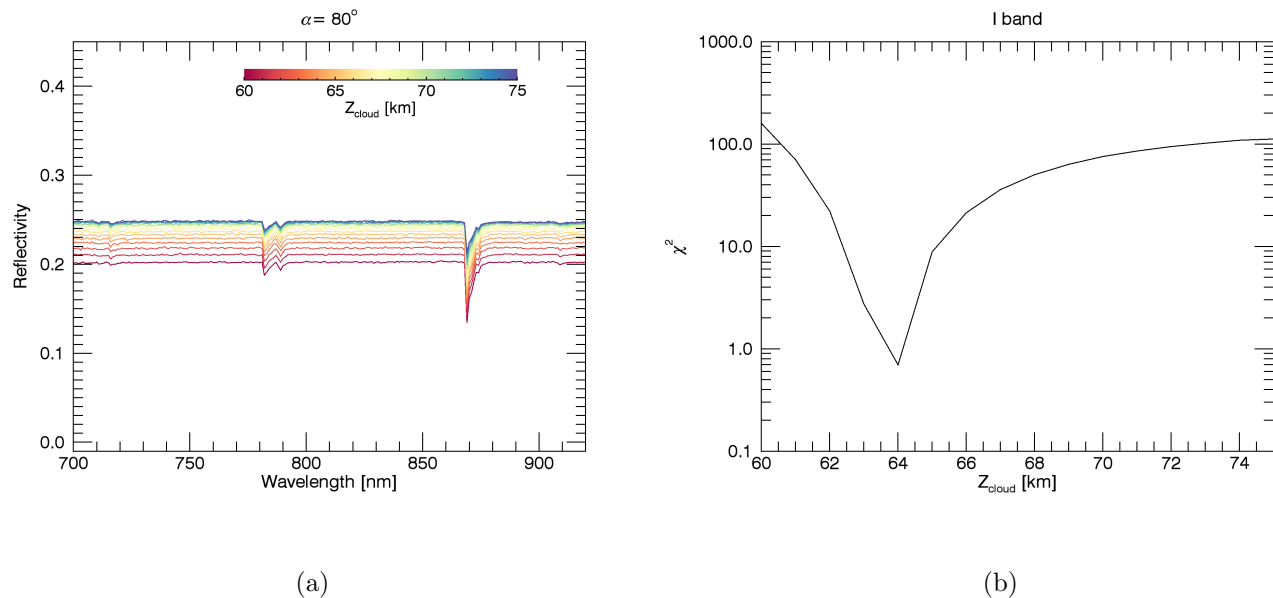 α= 80°
0.4
0.3
0.2
0.1
0.0
Reflectivity
60 65 70 75
Z_cloud [km]
700 750 800 850 900
Wavelength [nm]
(a)
I band
1000.0
100.0
10.0
1.0
0.1
χ²
60 62 64 66 68 70 72 74
Z_cloud [km]
(b)